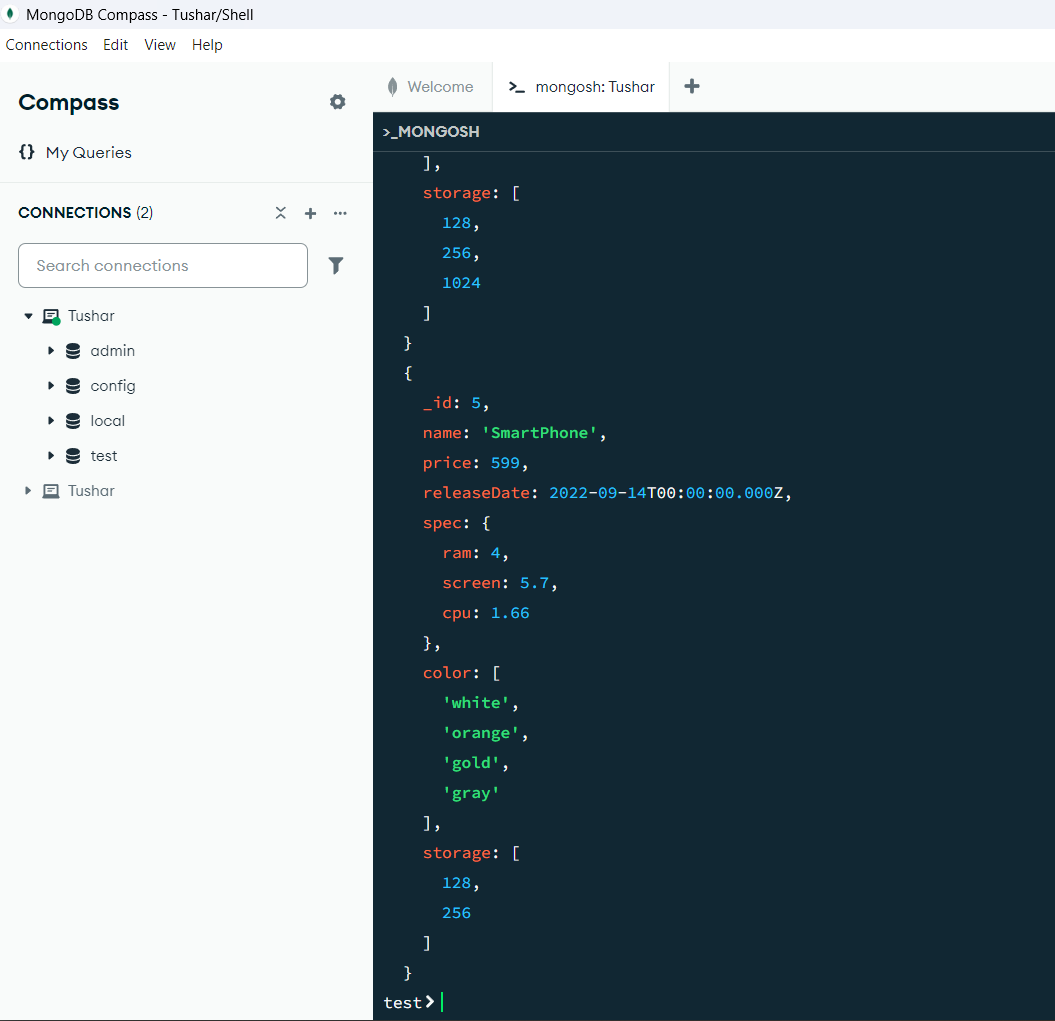 MongoDB Compass - Tushar/Shell
Connections Edit View Help
Compass
{} My Queries
CONNECTIONS (2)
Search connections
Tushar
admin
config
local
test
Tushar
Welcome
>_ mongosh: Tushar
>_MONGOSH
],
storage: [
128,
256,
1024
]
}
{
_id: 5,
name: 'SmartPhone',
price: 599,
releaseDate: 2022-09-14T00:00:00.000Z,
spec: {
ram: 4,
screen: 5.7,
cpu: 1.66
},
color: [
'white',
'orange',
'gold',
'gray'
],
storage: [
128,
256
]
}
test>